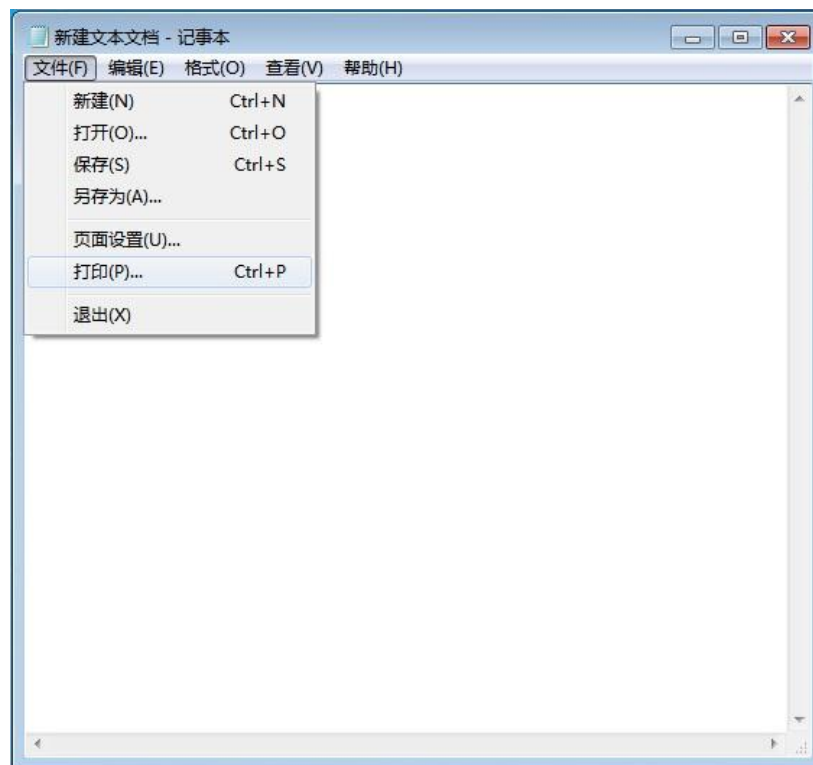 新建文本文档 - 记事本
文件(F) 编辑(E) 格式(O) 查看(V) 帮助(H)
新建(N) Ctrl+N
打开(O)... Ctrl+O
保存(S) Ctrl+S
另存为(A)...
页面设置(U)...
打印(P)... Ctrl+P
退出(X)